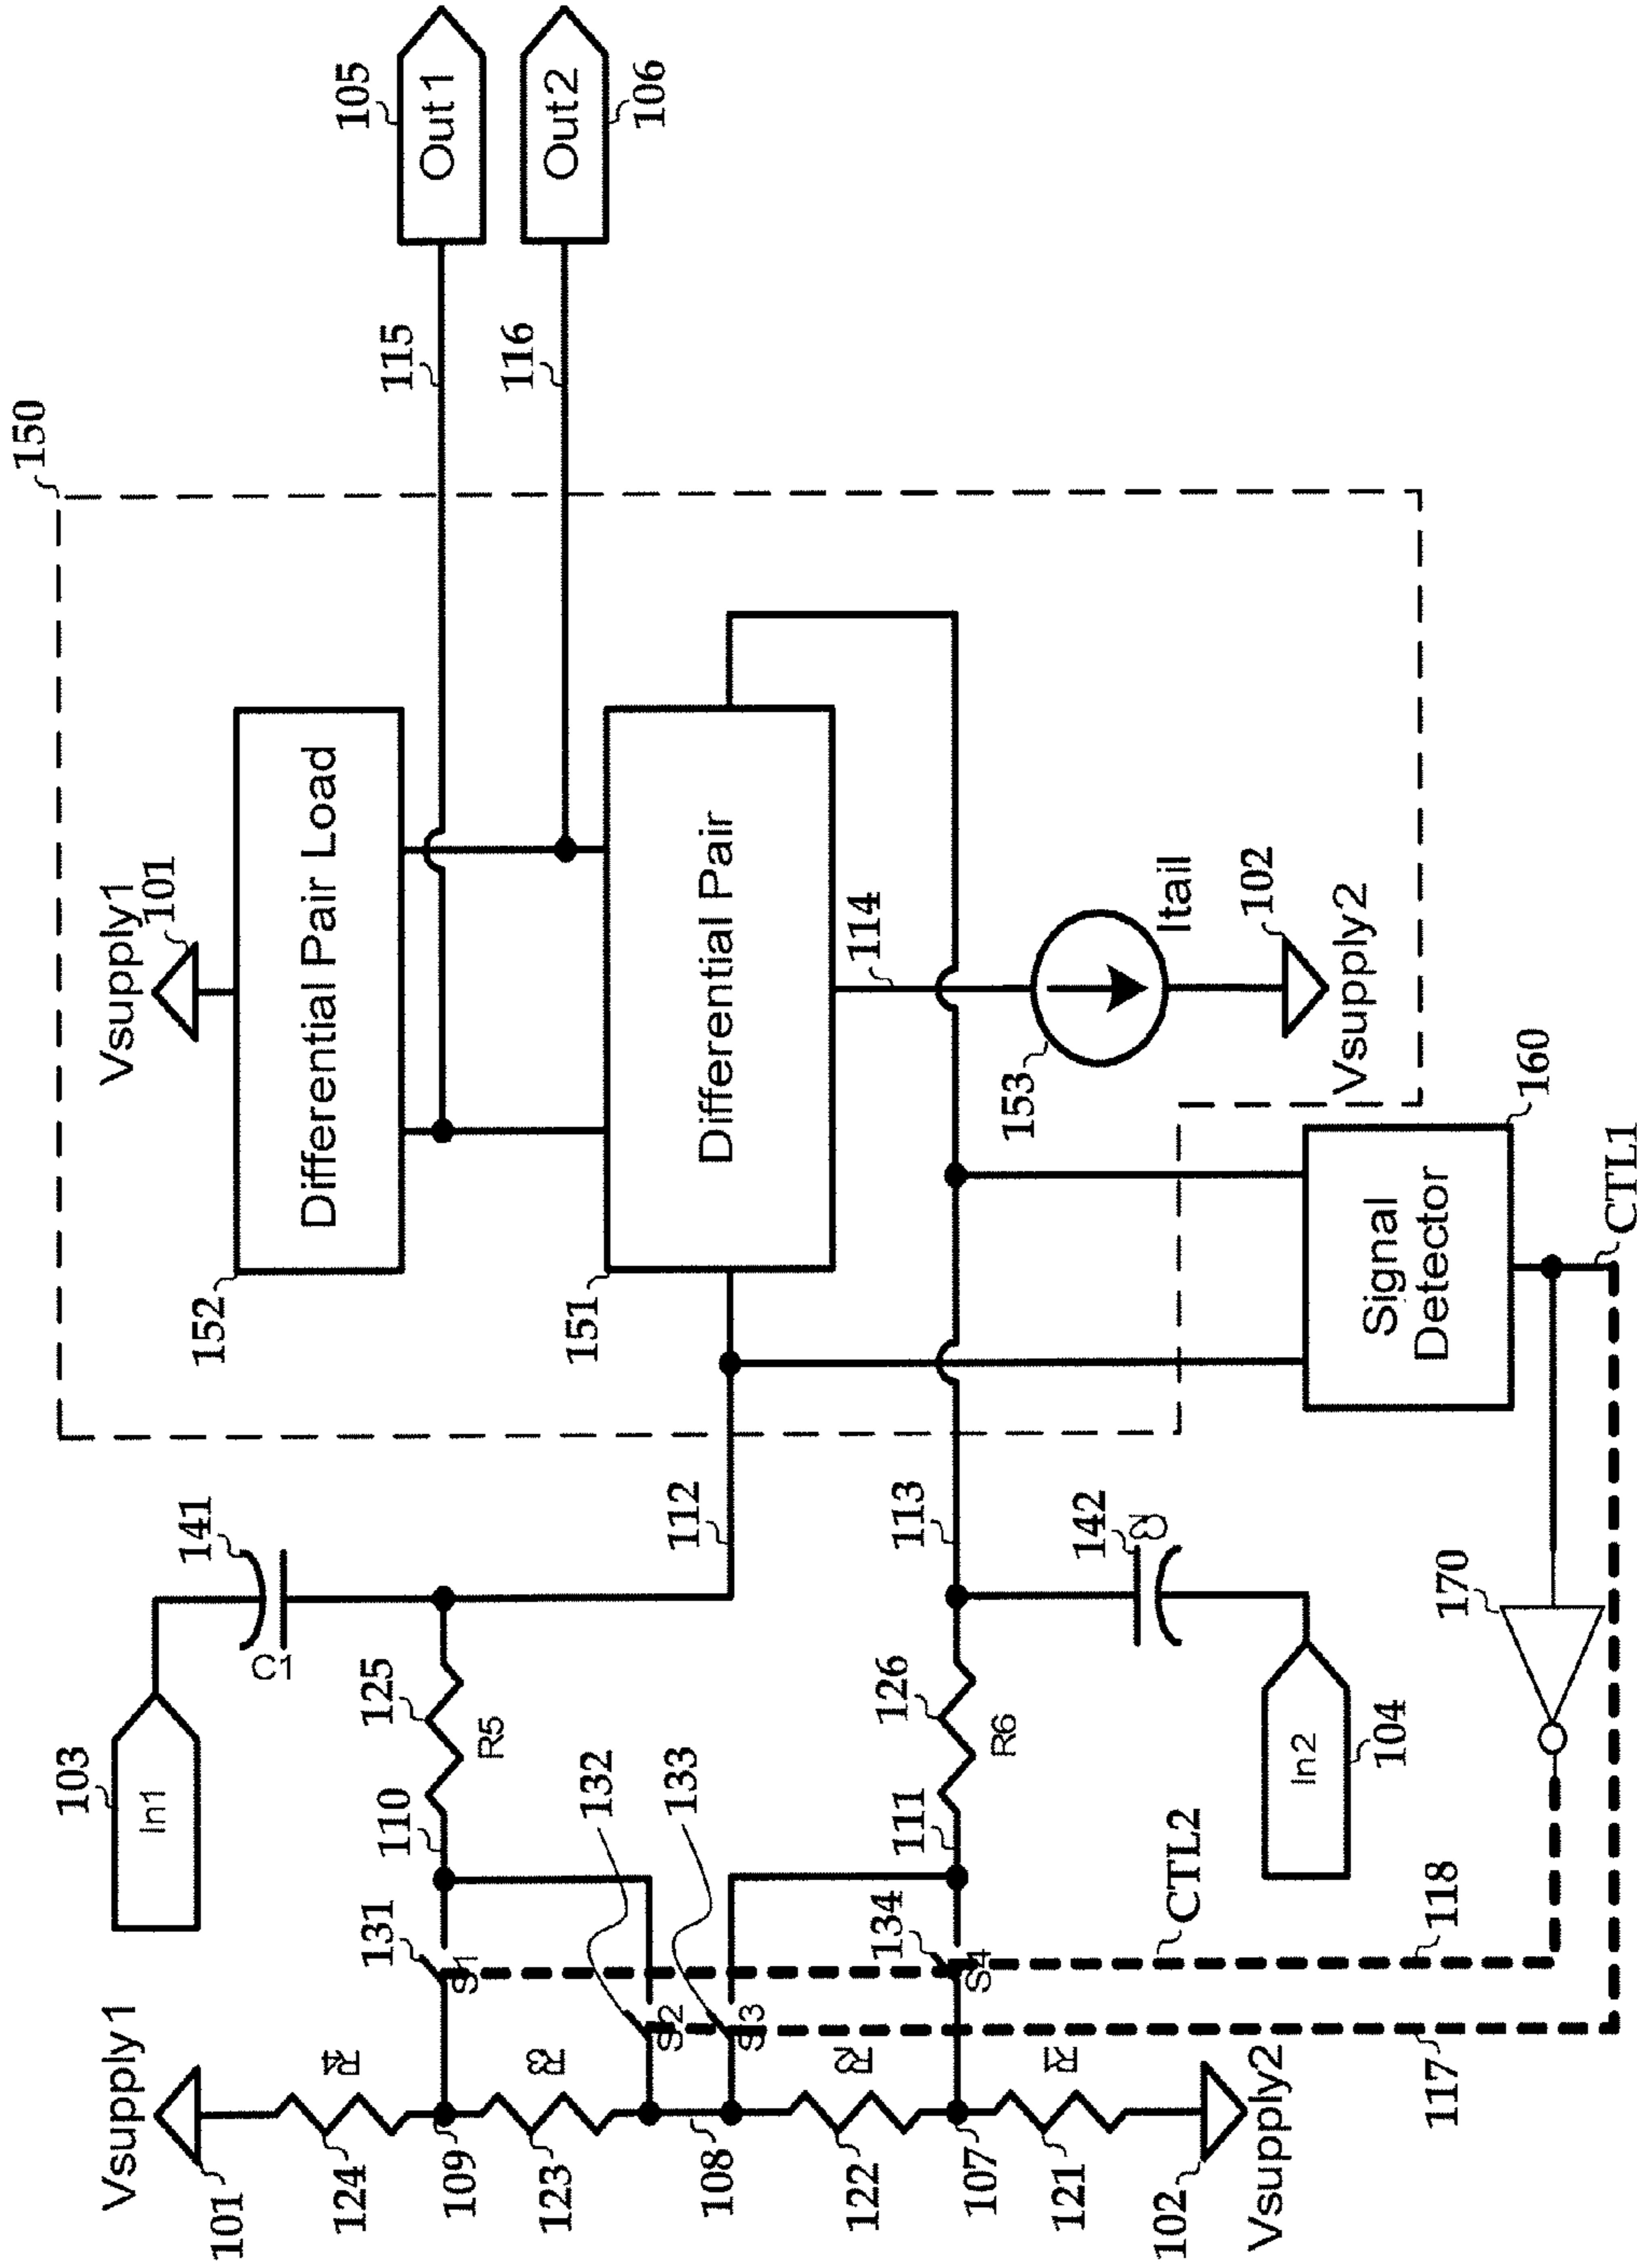 150
105
Out1
Out2
106
115
116
Vsupply1
101
Differential Pair Load
152
Differential Pair
151
114
Itail
153
102
Vsupply2
160
Signal
Detector
CTL1
170
103
In1
141
C1
112
125
R5
110
132
133
113
142
C2
126
R6
111
In2
104
131
S1
S2
S3
134
S4
CTL2
118
117
Vsupply1
101
R4
124
109
R3
123
108
R2
122
107
R1
121
102
Vsupply2